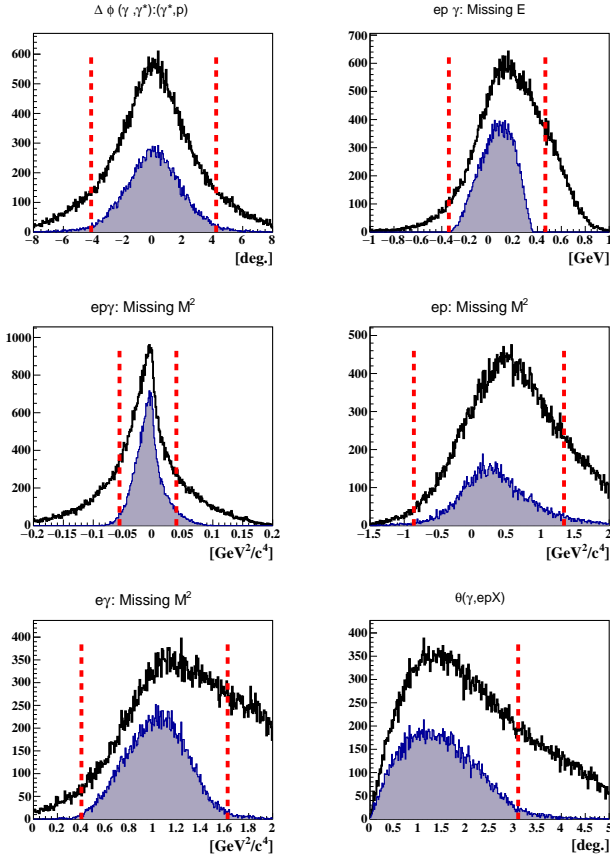 Δ ϕ (γ ,γ*):(γ*,p)
600
500
400
300
200
100
0
−8 −6 −4 −2 0 2 4 6 8
[deg.]
ep γ: Missing E
700
600
500
400
300
200
100
0
−1 −0.8 −0.6 −0.4 −0.2 0 0.2 0.4 0.6 0.8 1
[GeV]
epγ: Missing M²
1000
800
600
400
200
0
−0.2 −0.15 −0.1 −0.05 0 0.05 0.1 0.15 0.2
[GeV²/c⁴]
ep: Missing M²
500
400
300
200
100
0
−1.5 −1 −0.5 0 0.5 1 1.5 2
[GeV²/c⁴]
eγ: Missing M²
400
350
300
250
200
150
100
50
0
0 0.2 0.4 0.6 0.8 1 1.2 1.4 1.6 1.8 2
[GeV²/c⁴]
θ(γ,epX)
400
350
300
250
200
150
100
50
0
0 0.5 1 1.5 2 2.5 3 3.5 4 4.5 5
[deg.]